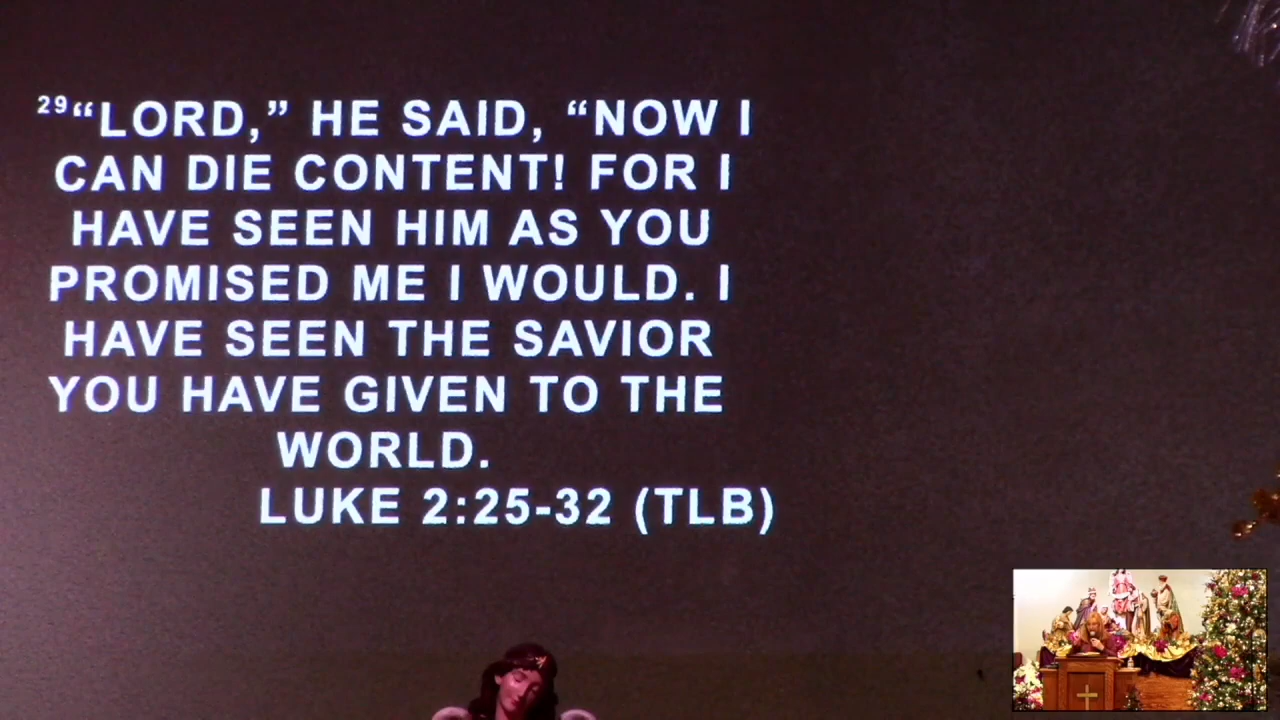 29“LORD,” HE SAID, “NOW I
CAN DIE CONTENT! FOR I
HAVE SEEN HIM AS YOU
PROMISED ME I WOULD. I
HAVE SEEN THE SAVIOR
YOU HAVE GIVEN TO THE
WORLD.
LUKE 2:25-32 (TLB)